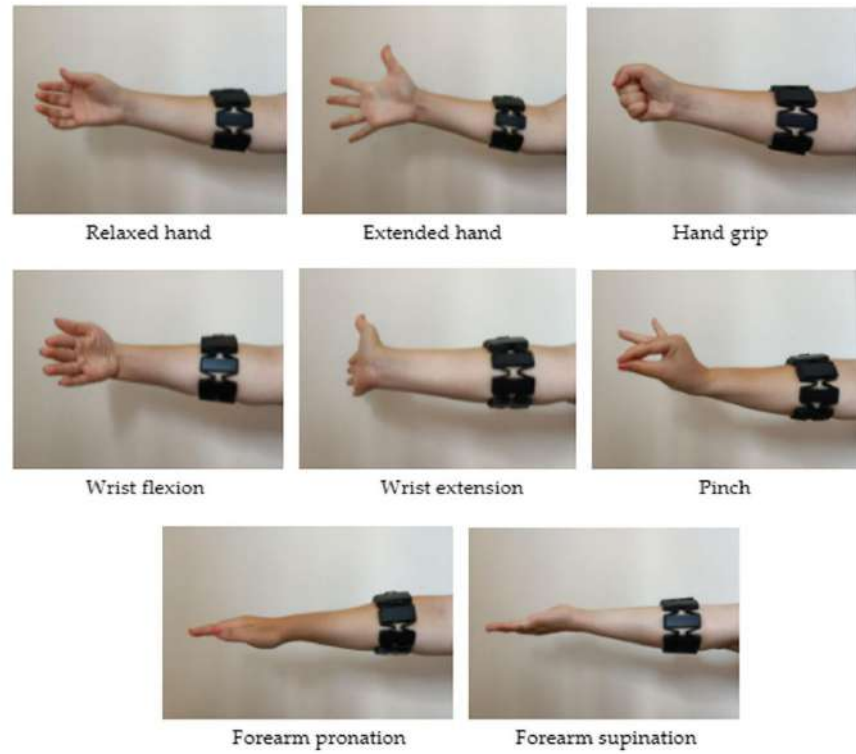 Relaxed hand
Extended hand
Hand grip
Wrist flexion
Wrist extension
Pinch
Forearm pronation
Forearm supination